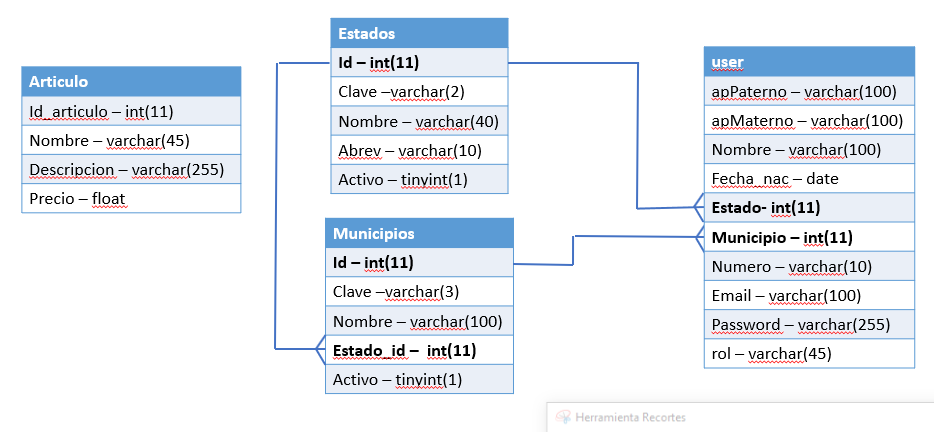 Articulo
Id_articulo – int(11)
Nombre – varchar(45)
Descripcion – varchar(255)
Precio – float
Estados
Id – int(11)
Clave –varchar(2)
Nombre – varchar(40)
Abrev – varchar(10)
Activo – tinyint(1)
Municipios
Id – int(11)
Clave –varchar(3)
Nombre – varchar(100)
Estado_id – int(11)
Activo – tinyint(1)
user
apPaterno – varchar(100)
apMaterno – varchar(100)
Nombre – varchar(100)
Fecha_nac – date
Estado- int(11)
Municipio – int(11)
Numero – varchar(10)
Email – varchar(100)
Password – varchar(255)
rol – varchar(45)
Herramienta Recortes